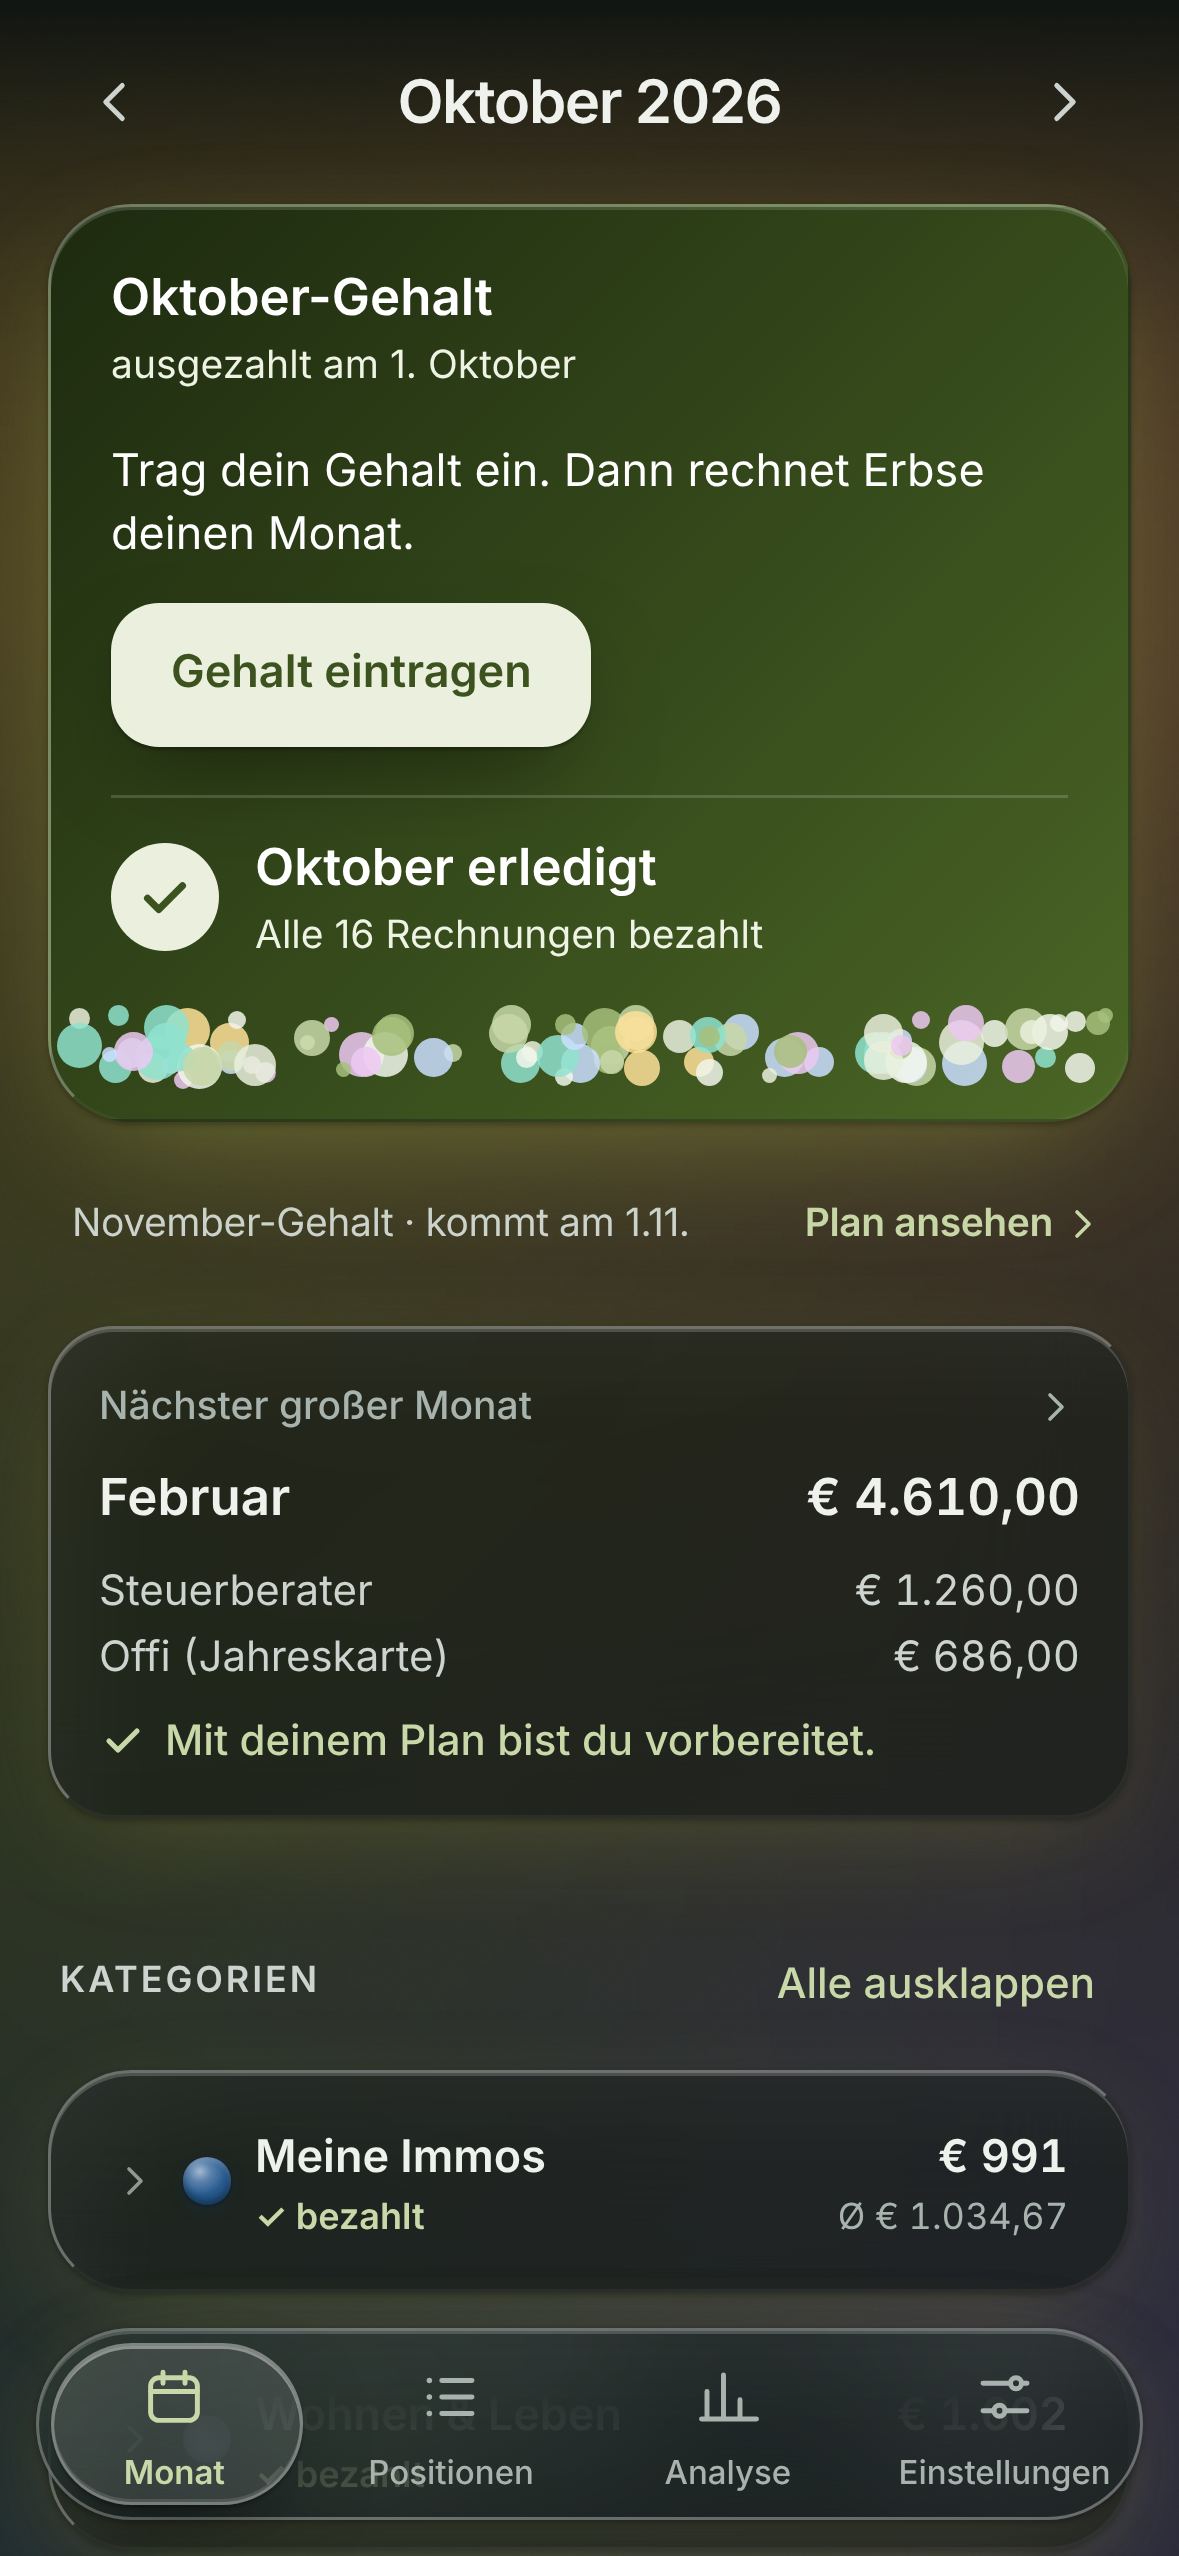 Oktober 2026
Oktober-Gehalt
ausgezahlt am 1. Oktober
Trag dein Gehalt ein. Dann rechnet Erbse
deinen Monat.
Gehalt eintragen
Oktober erledigt
Alle 16 Rechnungen bezahlt
November-Gehalt · kommt am 1.11.
Plan ansehen
Nächster großer Monat
Februar € 4.610,00
Steuerberater € 1.260,00
Offi (Jahreskarte) € 686,00
Mit deinem Plan bist du vorbereitet.
KATEGORIEN
Alle ausklappen
Meine Immos € 991
bezahlt Ø € 1.034,67
Wohnen & Leben
bezahlt
Monat
Positionen
Analyse
Einstellungen